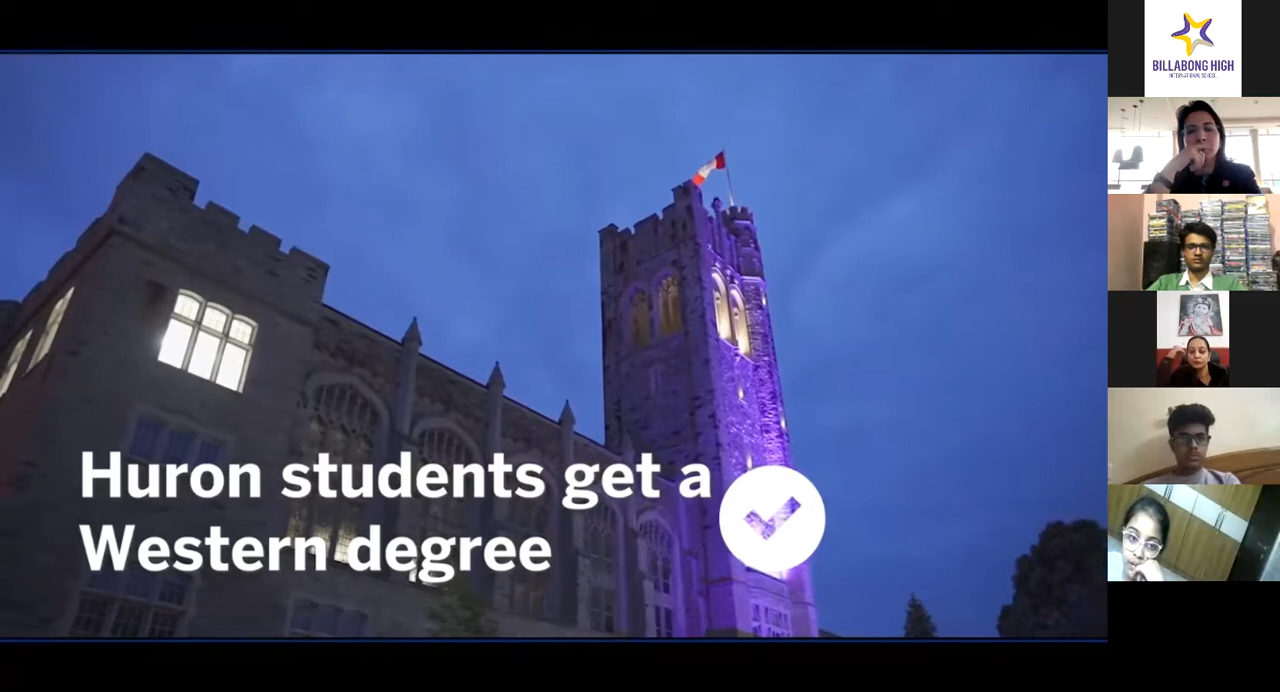 Huron students get a
Western degree
BILLABONG HIGH
INTERNATIONAL SCHOOL